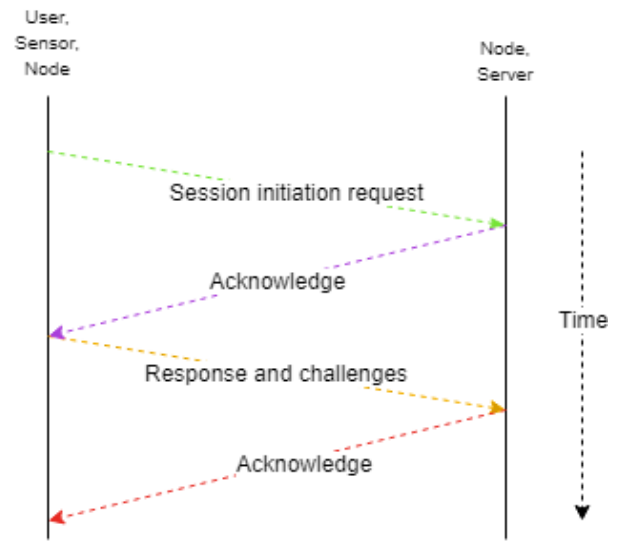 User,
Sensor,
Node
Node,
Server
Session initiation request
Acknowledge
Time
Response and challenges
Acknowledge